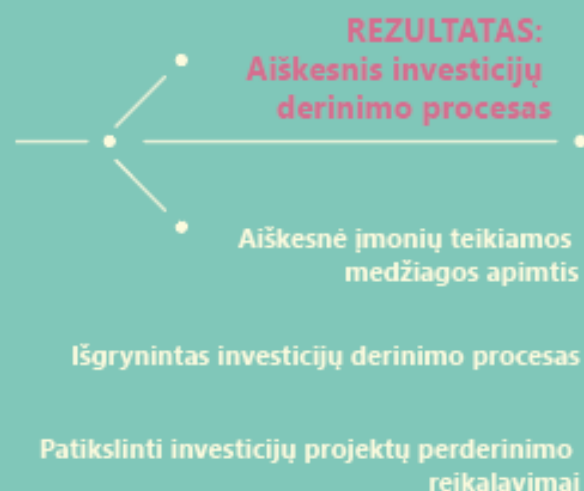 REZULTATAS:
Aiškesnis investicijų
derinimo procesas
Aiškesnė įmonių teikiamos
medžiagos apimtis
Išgrynintas investicijų derinimo procesas
Patikslinti investicijų projektų perderinimo
reikalavimai